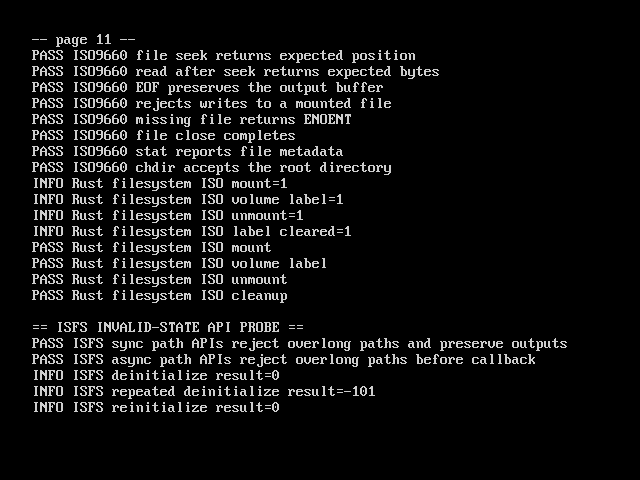 -- page 11 --
PASS ISO9660 file seek returns expected position
PASS ISO9660 read after seek returns expected bytes
PASS ISO9660 EOF preserves the output buffer
PASS ISO9660 rejects writes to a mounted file
PASS ISO9660 missing file returns ENOENT
PASS ISO9660 file close completes
PASS ISO9660 stat reports file metadata
PASS ISO9660 chdir accepts the root directory
INFO Rust filesystem ISO mount=1
INFO Rust filesystem ISO volume label=1
INFO Rust filesystem ISO unmount=1
INFO Rust filesystem ISO label cleared=1
PASS Rust filesystem ISO mount
PASS Rust filesystem ISO volume label
PASS Rust filesystem ISO unmount
PASS Rust filesystem ISO cleanup
== ISFS INVALID-STATE API PROBE ==
PASS ISFS sync path APIs reject overlong paths and preserve outputs
PASS ISFS async path APIs reject overlong paths before callback
INFO ISFS deinitialize result=0
INFO ISFS repeated deinitialize result=-101
INFO ISFS reinitialize result=0